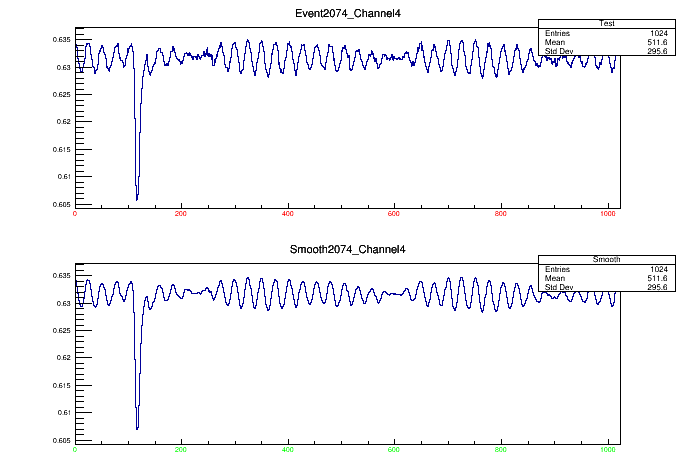 Event2074_Channel4
Test
Entries 1024
Mean 511.6
Std Dev 295.6
0.635
0.63
0.625
0.62
0.615
0.61
0.605
0 200 400 600 800 1000
Smooth2074_Channel4
Smooth
Entries 1024
Mean 511.6
Std Dev 295.6
0.635
0.63
0.625
0.62
0.615
0.61
0.605
0 200 400 600 800 1000